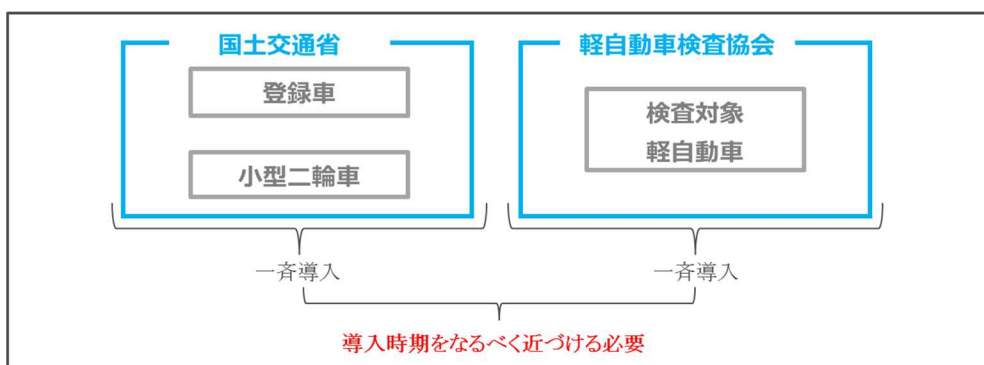 国土交通省
登録車
小型二輪車
一斉導入
軽自動車検査協会
検査対象
軽自動車
一斉導入
導入時期をなるべく近づける必要